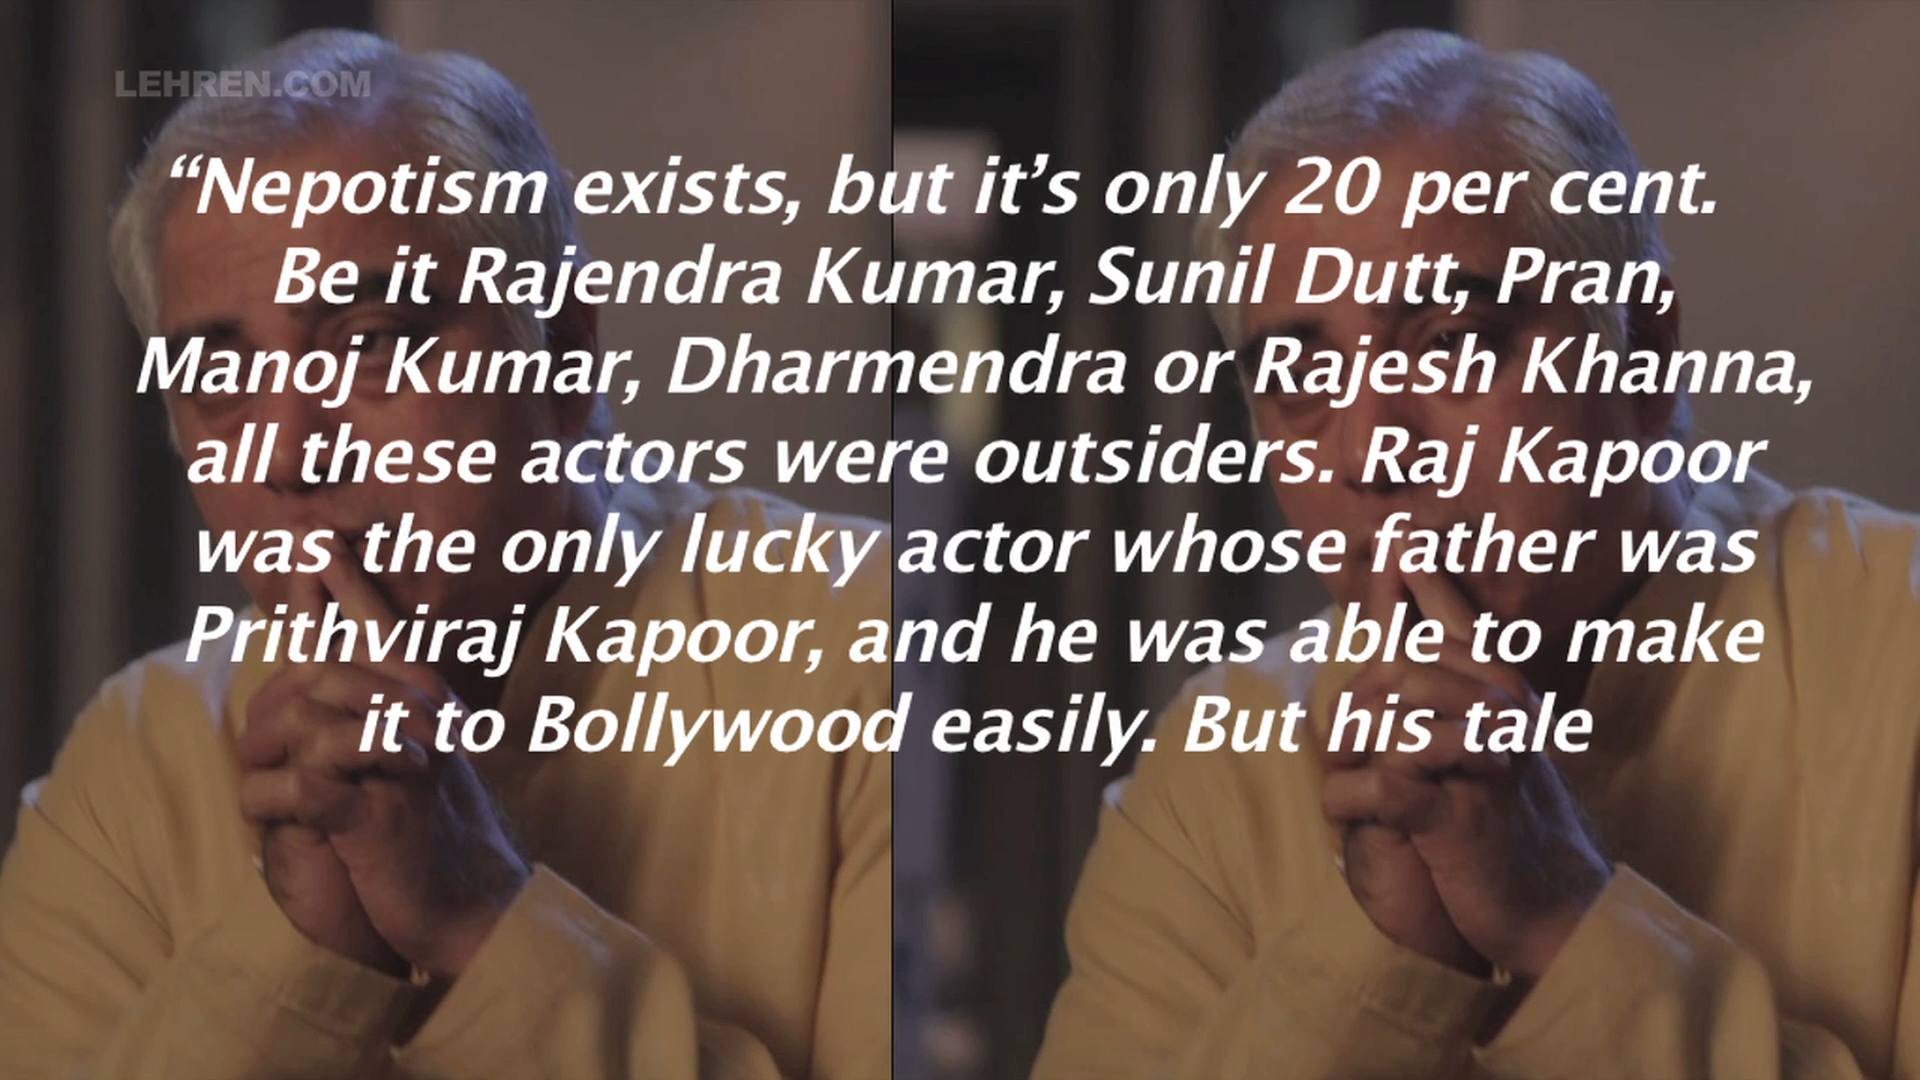 LEHREN.COM
“Nepotism exists, but it’s only 20 per cent.
Be it Rajendra Kumar, Sunil Dutt, Pran,
Manoj Kumar, Dharmendra or Rajesh Khanna,
all these actors were outsiders. Raj Kapoor
was the only lucky actor whose father was
Prithviraj Kapoor, and he was able to make
it to Bollywood easily. But his tale